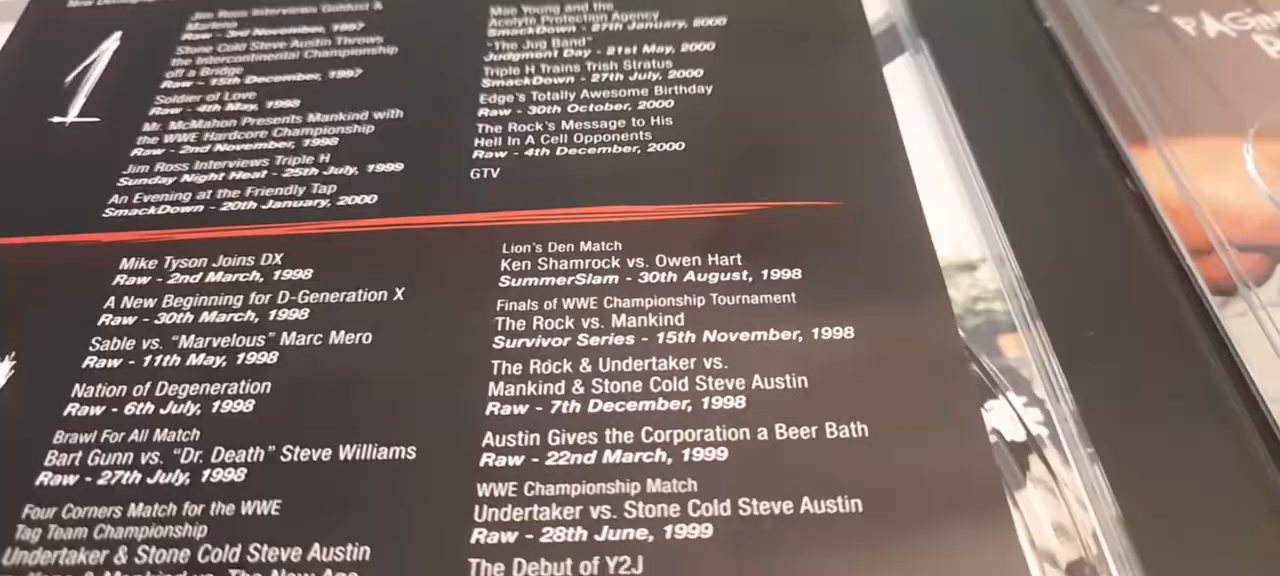 1
Jim Ross Interviews Goldust &
Marlena
Raw - 3rd November, 1997
Stone Cold Steve Austin Throws
the Intercontinental Championship
off a Bridge
Raw - 15th December, 1997
Soldier of Love
Raw - 4th May, 1998
Mr. McMahon Presents Mankind with
the WWE Hardcore Championship
Raw - 2nd November, 1998
Jim Ross Interviews Triple H
Sunday Night Heat - 25th July, 1999
An Evening at the Friendly Tap
SmackDown - 20th January, 2000
Mae Young and the
Acolyte Protection Agency
SmackDown - 27th January, 2000
"The Jug Band"
Judgment Day - 21st May, 2000
Triple H Trains Trish Stratus
SmackDown - 27th July, 2000
Edge's Totally Awesome Birthday
Raw - 30th October, 2000
The Rock's Message to His
Hell In A Cell Opponents
Raw - 4th December, 2000
GTV
Mike Tyson Joins DX
Raw - 2nd March, 1998
A New Beginning for D-Generation X
Raw - 30th March, 1998
Sable vs. "Marvelous" Marc Mero
Raw - 11th May, 1998
Nation of Degeneration
Raw - 6th July, 1998
Brawl For All Match
Bart Gunn vs. "Dr. Death" Steve Williams
Raw - 27th July, 1998
Four Corners Match for the WWE
Tag Team Championship
Undertaker & Stone Cold Steve Austin
Lion's Den Match
Ken Shamrock vs. Owen Hart
SummerSlam - 30th August, 1998
Finals of WWE Championship Tournament
The Rock vs. Mankind
Survivor Series - 15th November, 1998
The Rock & Undertaker vs.
Mankind & Stone Cold Steve Austin
Raw - 7th December, 1998
Austin Gives the Corporation a Beer Bath
Raw - 22nd March, 1999
WWE Championship Match
Undertaker vs. Stone Cold Steve Austin
Raw - 28th June, 1999
The Debut of Y2J